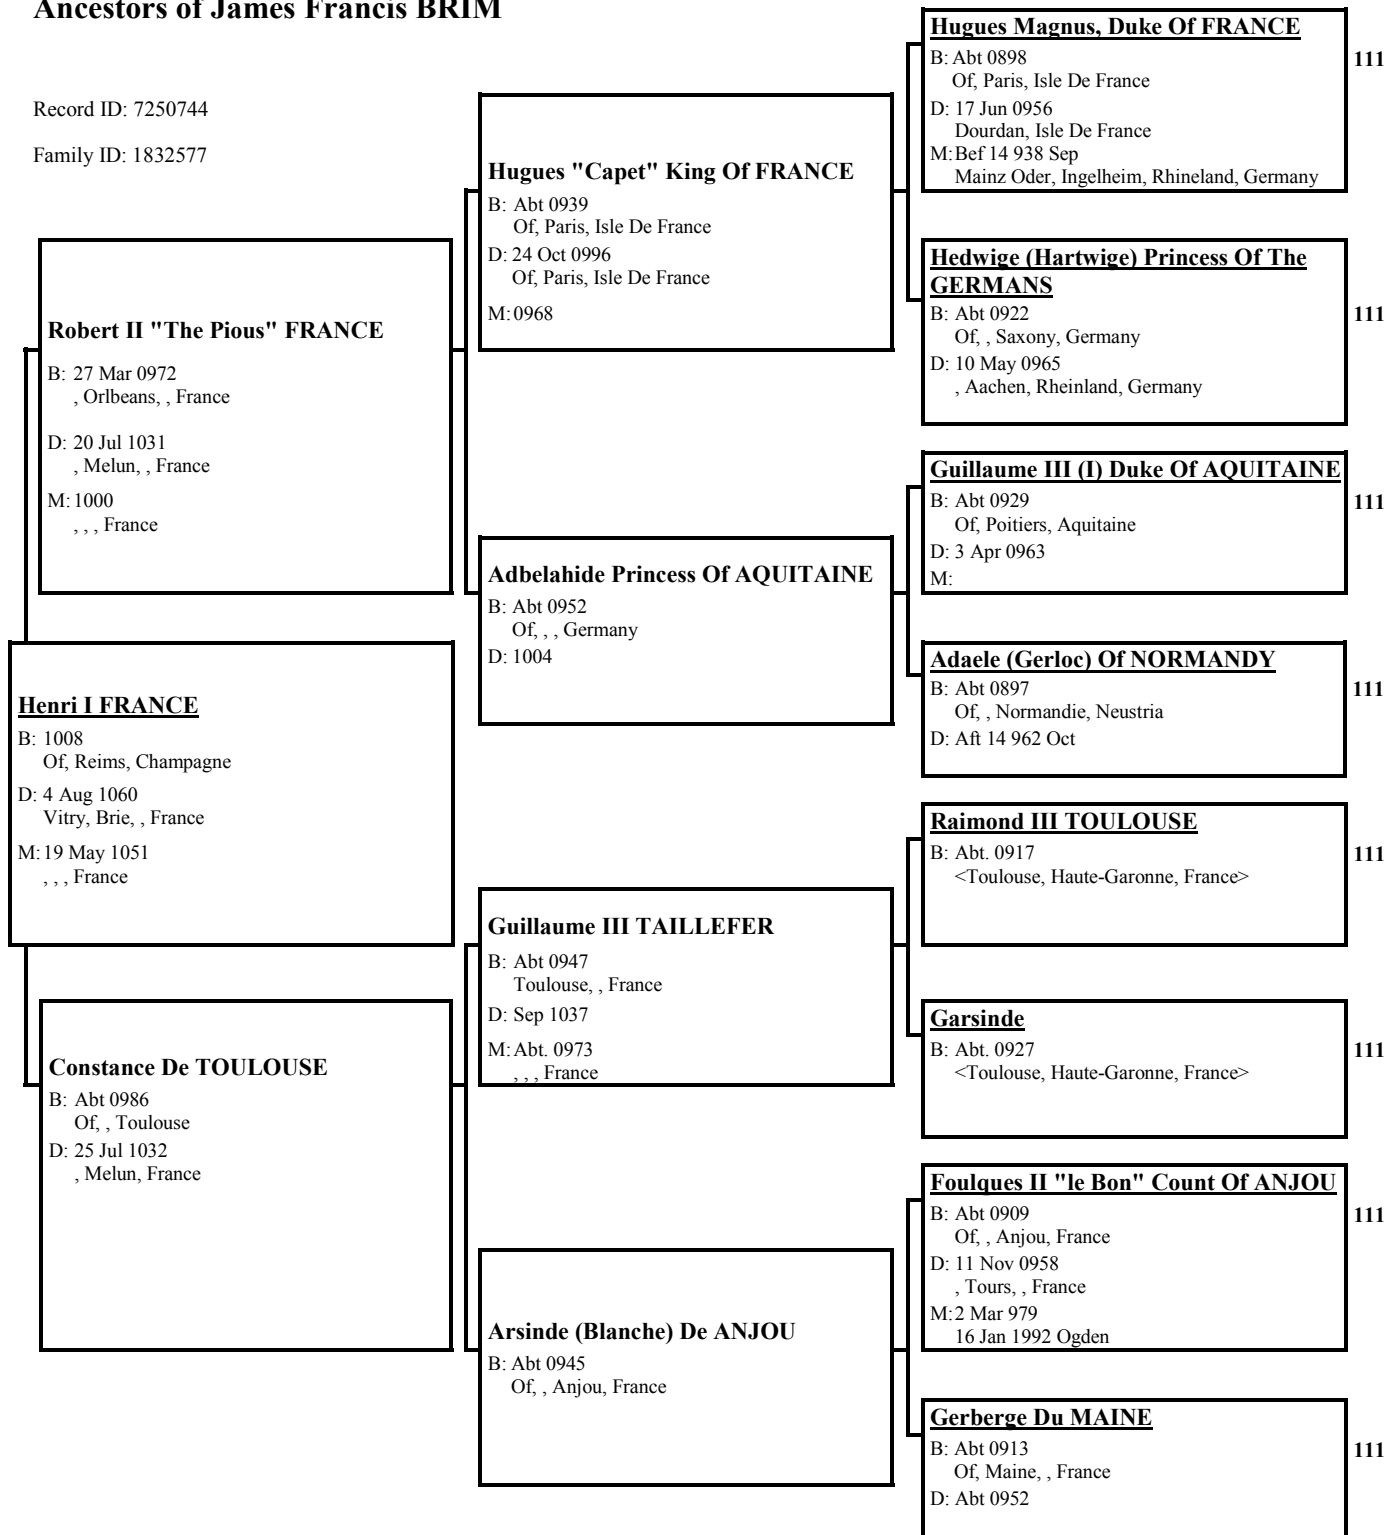 Ancestors of James Francis BRIM
Record ID: 7250744
Family ID: 1832577
Henri I FRANCE
B: 1008
Of, Reims, Champagne
D: 4 Aug 1060
Vitry, Brie, , France
M: 19 May 1051
, , , France
Robert II "The Pious" FRANCE
B: 27 Mar 0972
, Orlbeans, , France
D: 20 Jul 1031
, Melun, , France
M: 1000
, , , France
Constance De TOULOUSE
B: Abt 0986
Of, , Toulouse
D: 25 Jul 1032
, Melun, France
Hugues "Capet" King Of FRANCE
B: Abt 0939
Of, Paris, Isle De France
D: 24 Oct 0996
Of, Paris, Isle De France
M: 0968
Adbelahide Princess Of AQUITAINE
B: Abt 0952
Of, , , Germany
D: 1004
Guillaume III TAILLEFER
B: Abt 0947
Toulouse, , France
D: Sep 1037
M: Abt. 0973
, , , France
Arsinde (Blanche) De ANJOU
B: Abt 0945
Of, , Anjou, France
Hugues Magnus, Duke Of FRANCE
B: Abt 0898
Of, Paris, Isle De France
D: 17 Jun 0956
Dourdan, Isle De France
M: Bef 14 938 Sep
Mainz Oder, Ingelheim, Rhineland, Germany
111
Hedwige (Hartwige) Princess Of The
GERMANS
B: Abt 0922
Of, , Saxony, Germany
D: 10 May 0965
, Aachen, Rheinland, Germany
111
Guillaume III (I) Duke Of AQUITAINE
B: Abt 0929
Of, Poitiers, Aquitaine
D: 3 Apr 0963
M:
111
Adaele (Gerloc) Of NORMANDY
B: Abt 0897
Of, , Normandie, Neustria
D: Aft 14 962 Oct
111
Raimond III TOULOUSE
B: Abt. 0917
<Toulouse, Haute-Garonne, France>
111
Garsinde
B: Abt. 0927
<Toulouse, Haute-Garonne, France>
111
Foulques II "le Bon" Count Of ANJOU
B: Abt 0909
Of, , Anjou, France
D: 11 Nov 0958
, Tours, , France
M: 2 Mar 979
16 Jan 1992 Ogden
111
Gerberge Du MAINE
B: Abt 0913
Of, Maine, , France
D: Abt 0952
111